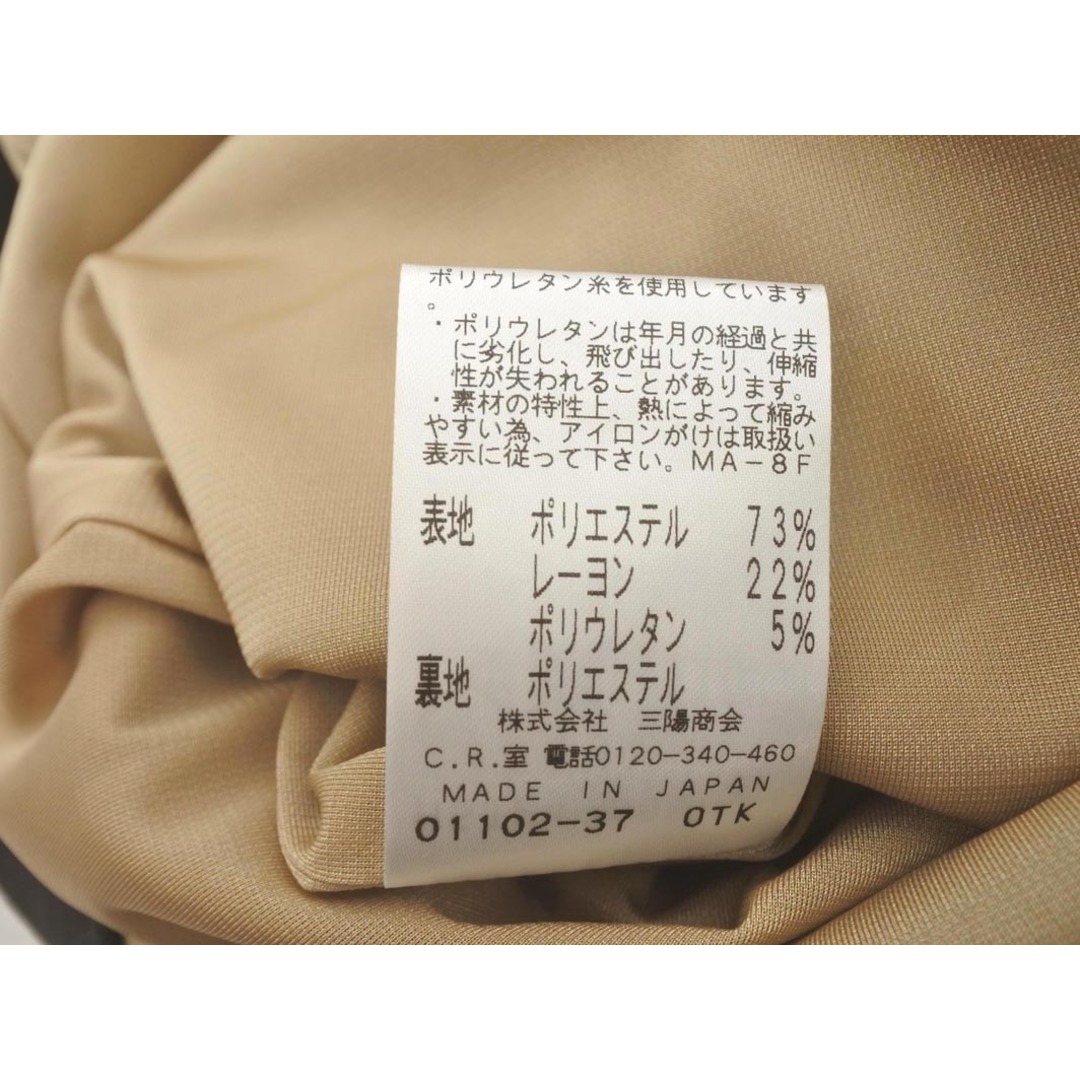 ポリウレタン糸を使用しています
。
・ポリウレタンは年月の経過と共
に劣化し、飛び出したり、伸縮
性が失われることがあります。
・素材の特性上、熱によって縮み
やすい為、アイロンがけは取扱い
表示に従って下さい。MA-8F
表地 ポリエステル 73%
レーヨン 22%
ポリウレタン 5%
裏地 ポリエステル
株式会社 三陽商会
C.R.室 電話0120-340-460
MADE IN JAPAN
01102-37 OTK